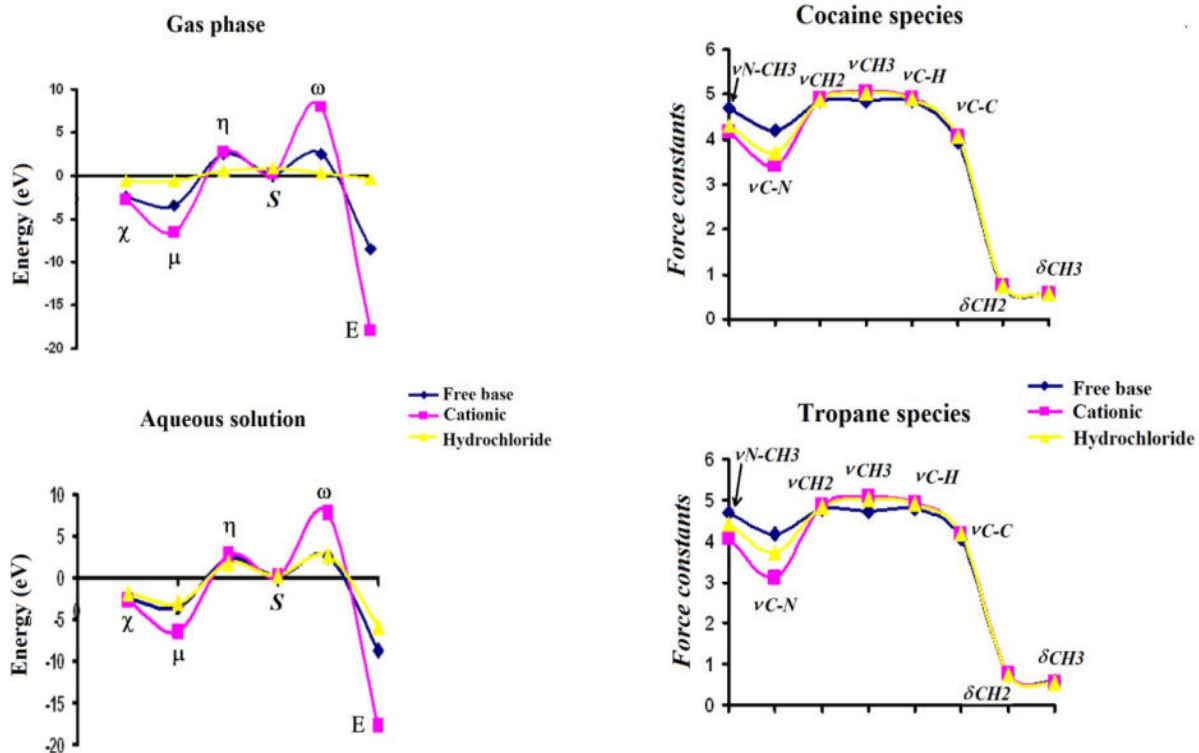 Gas phase
Energy (eV)
10
5
0
-5
-10
-15
-20
χ
μ
η
S
ω
E
Cocaine species
Force constants
6
5
4
3
2
1
0
νN-CH3
νC-N
νCH2
νCH3
νC-H
νC-C
δCH2
δCH3
Aqueous solution
Free base
Cationic
Hydrochloride
Energy (eV)
10
5
0
-5
-10
-15
-20
χ
μ
η
S
ω
E
Tropane species
Free base
Cationic
Hydrochloride
Force constants
6
5
4
3
2
1
0
νN-CH3
νC-N
νCH2
νCH3
νC-H
νC-C
δCH2
δCH3